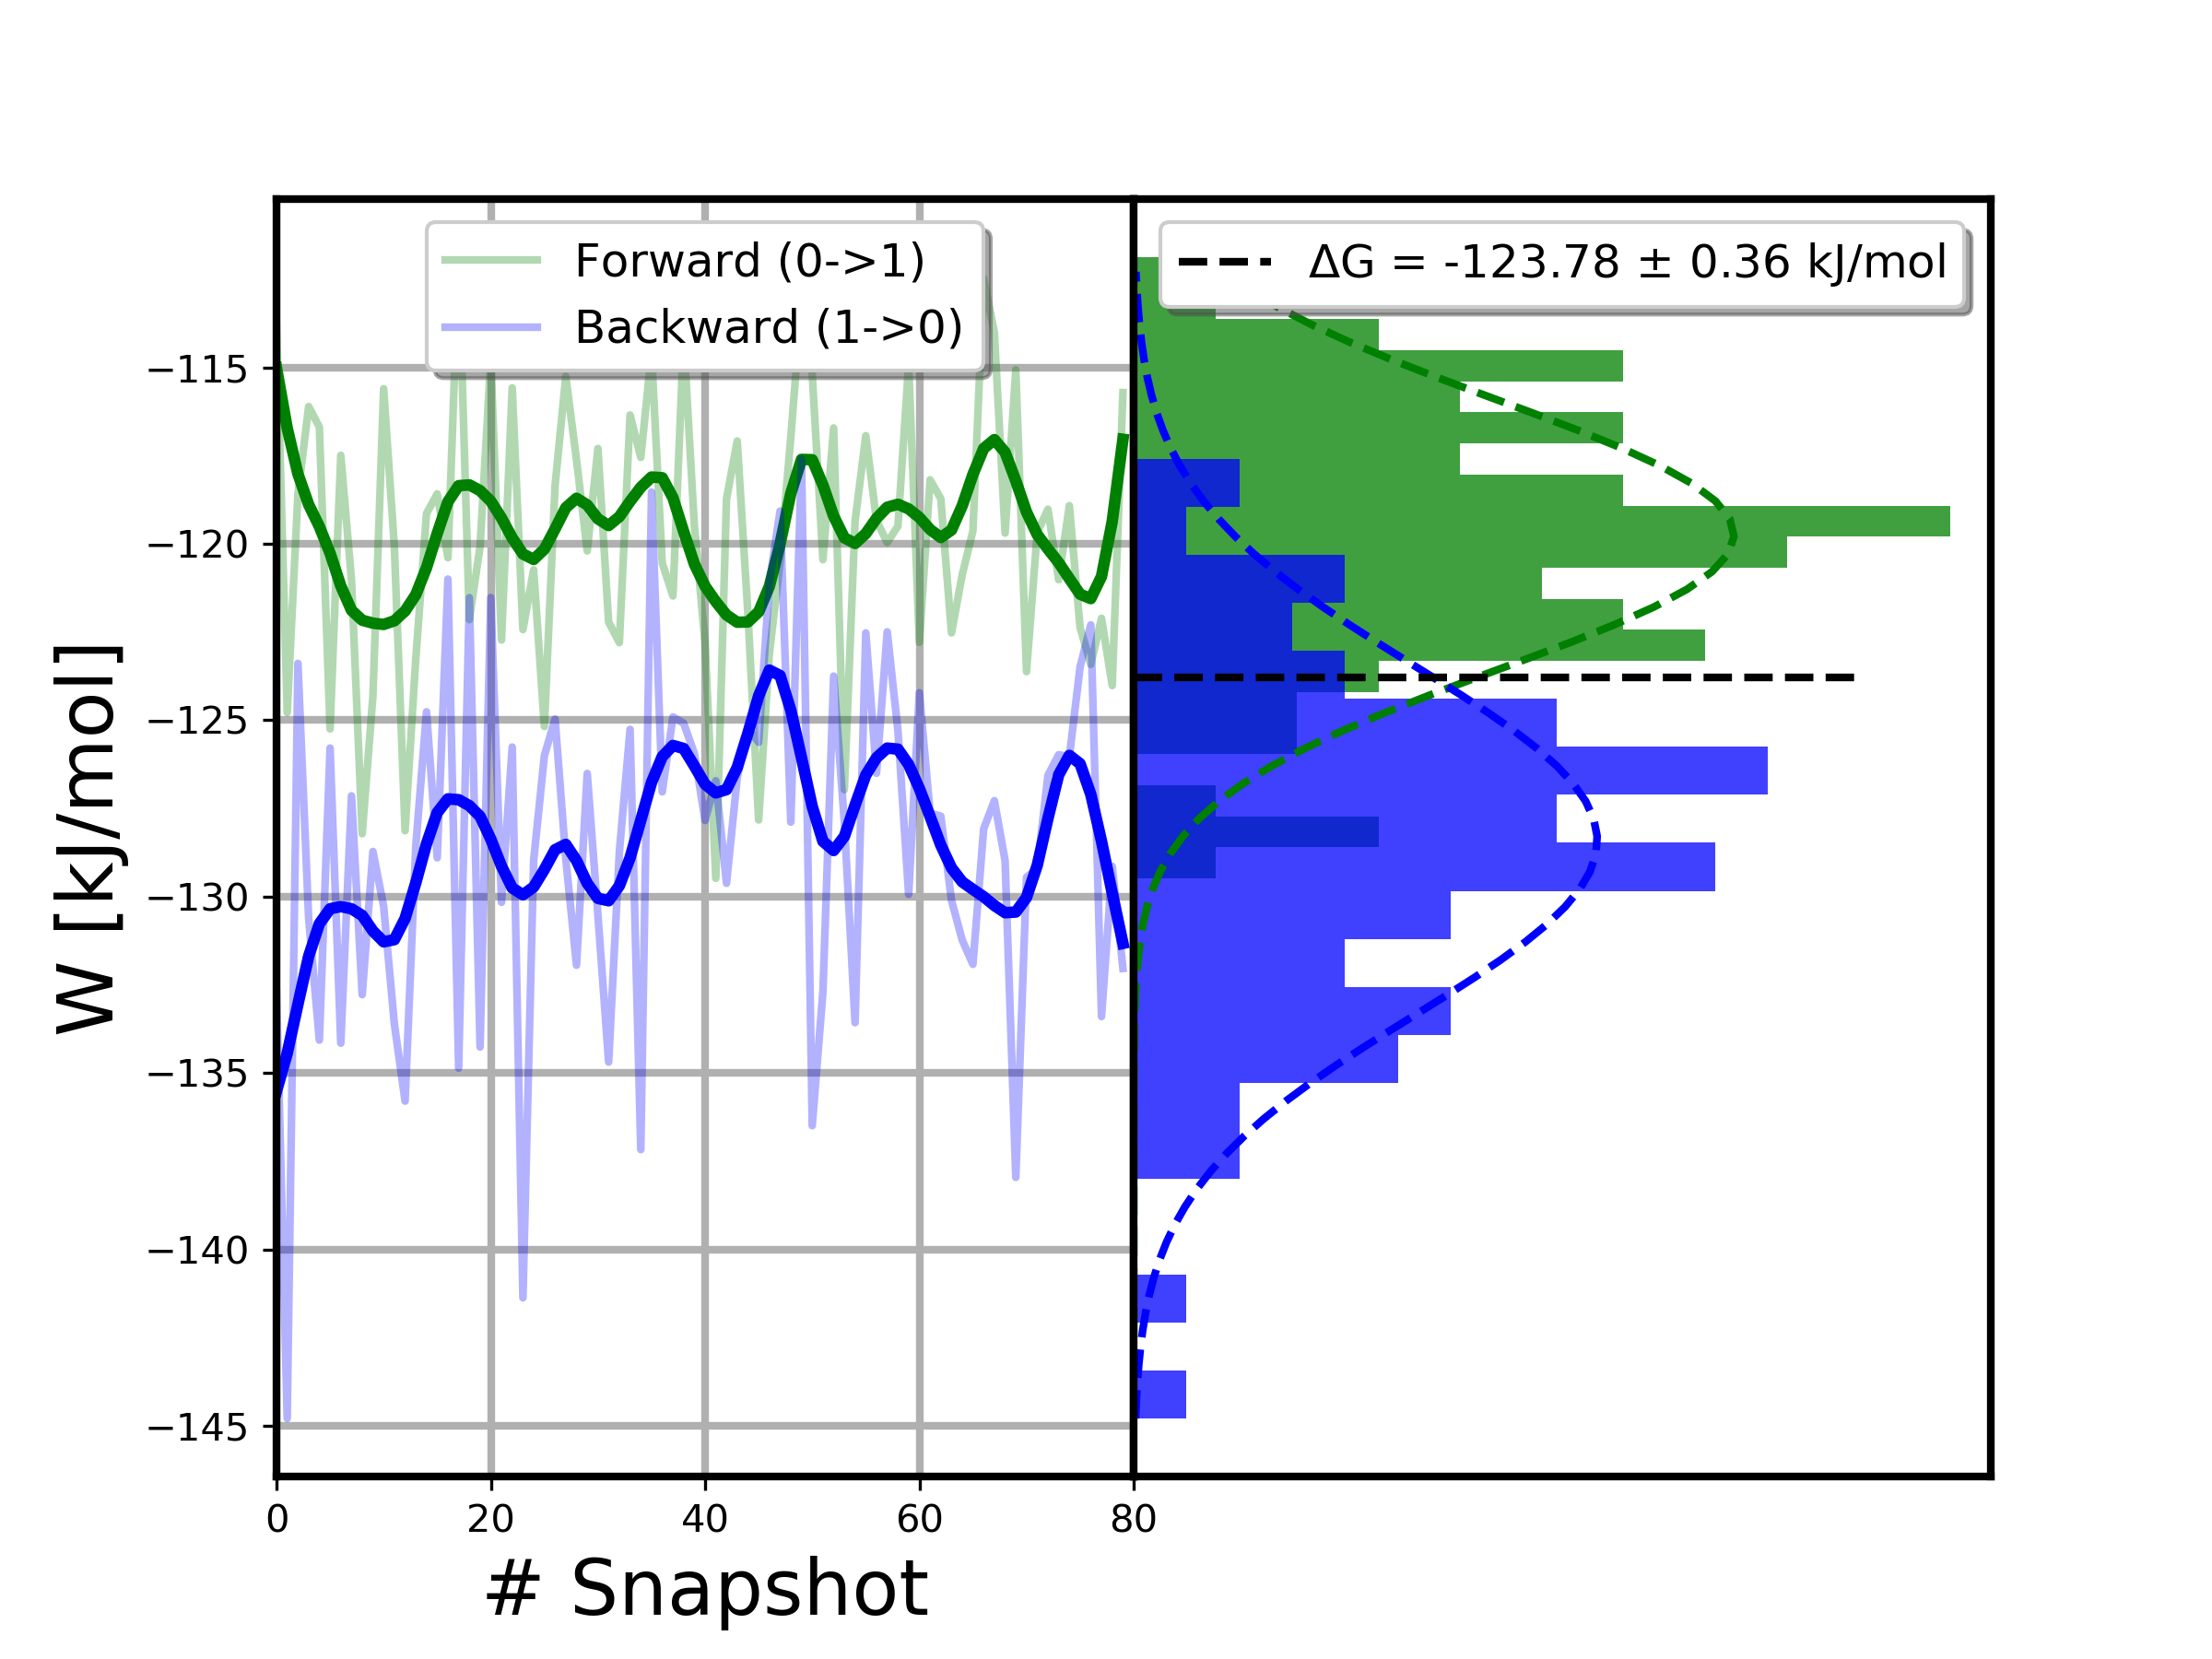 Forward (0->1)
Backward (1->0)
ΔG = -123.78 ± 0.36 kJ/mol
W [kJ/mol]
−115
−120
−125
−130
−135
−140
−145
0 20 40 60 80
# Snapshot